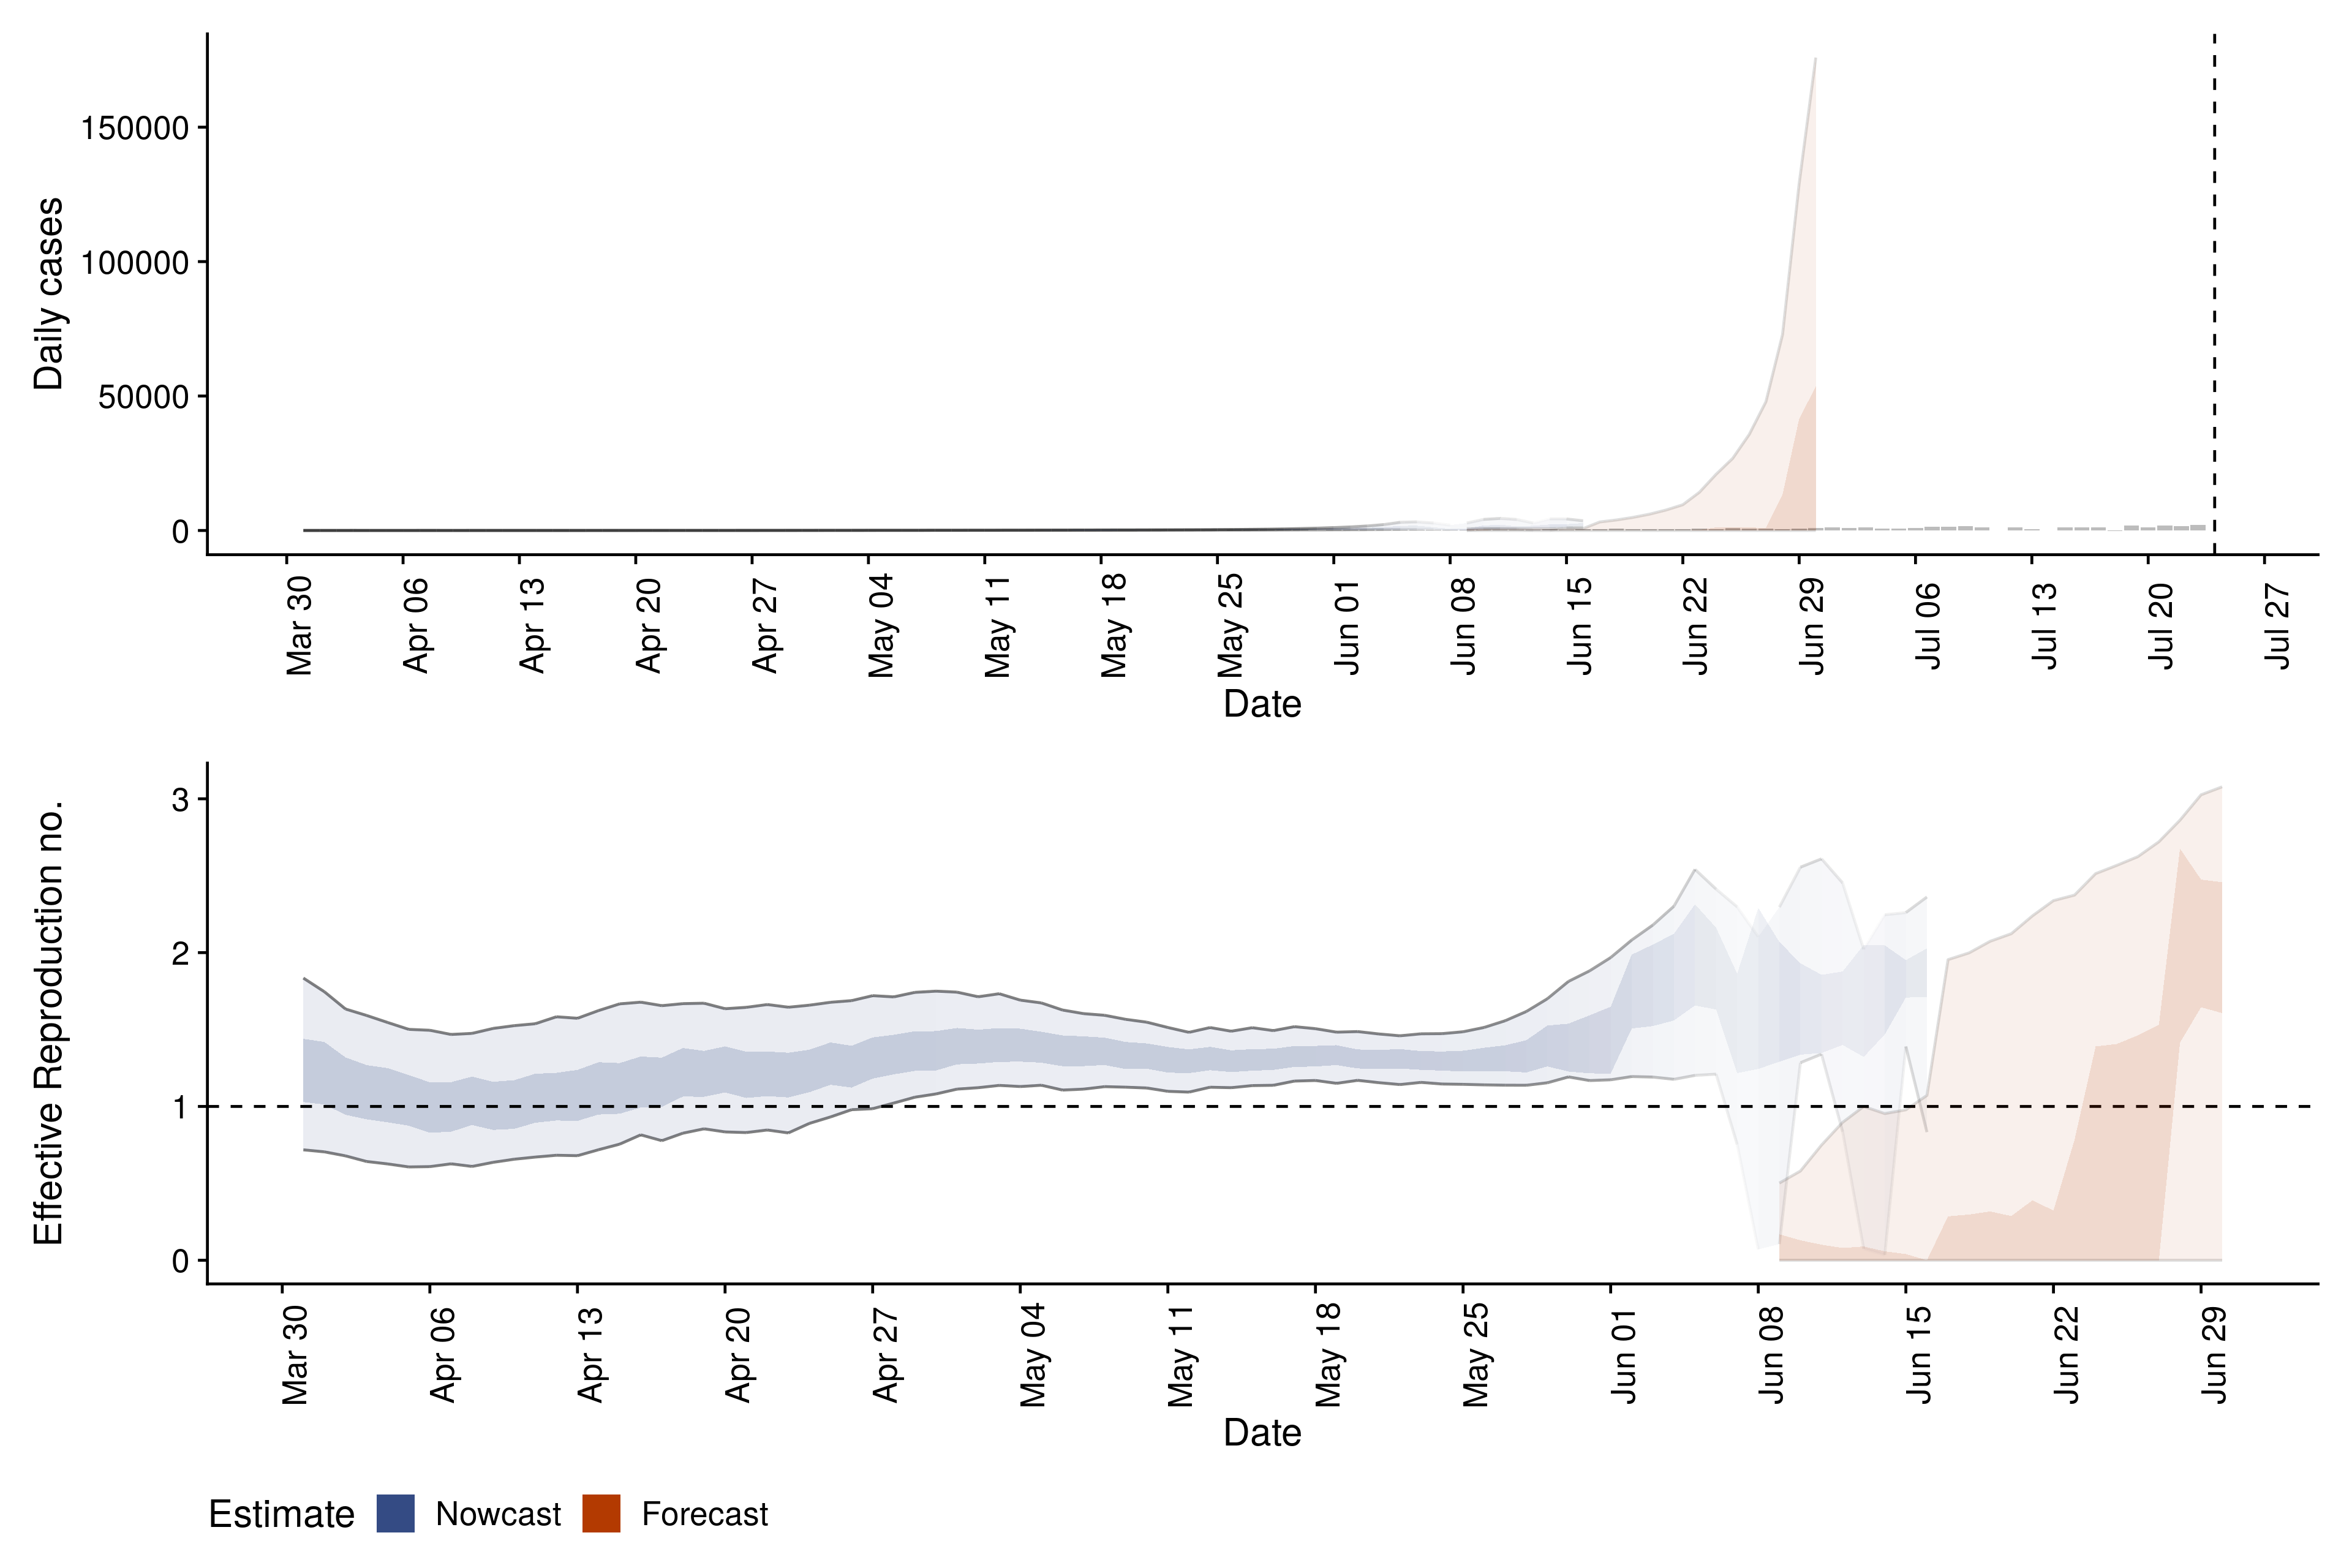 Daily cases
150000
100000
50000
0
Mar 30 Apr 06 Apr 13 Apr 20 Apr 27 May 04 May 11 May 18 May 25 Jun 01 Jun 08 Jun 15 Jun 22 Jun 29 Jul 06 Jul 13 Jul 20 Jul 27
Date
Effective Reproduction no.
3
2
1
0
Mar 30 Apr 06 Apr 13 Apr 20 Apr 27 May 04 May 11 May 18 May 25 Jun 01 Jun 08 Jun 15 Jun 22 Jun 29
Date
Estimate Nowcast Forecast